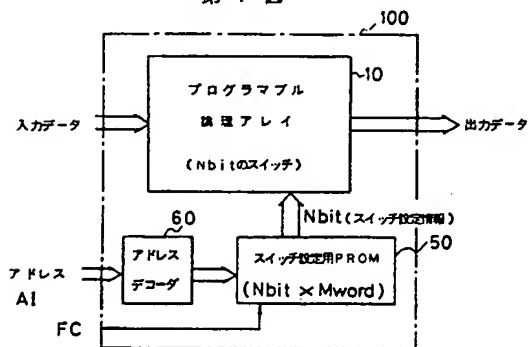 100
10
プログラマブル
論理アレイ
(Nbitのスイッチ)
入力データ
出力データ
Nbit(スイッチ設定情報)
60
50
アドレス
デコーダ
スイッチ設定用PROM
(Nbit × Mword)
アドレス
AI
FC